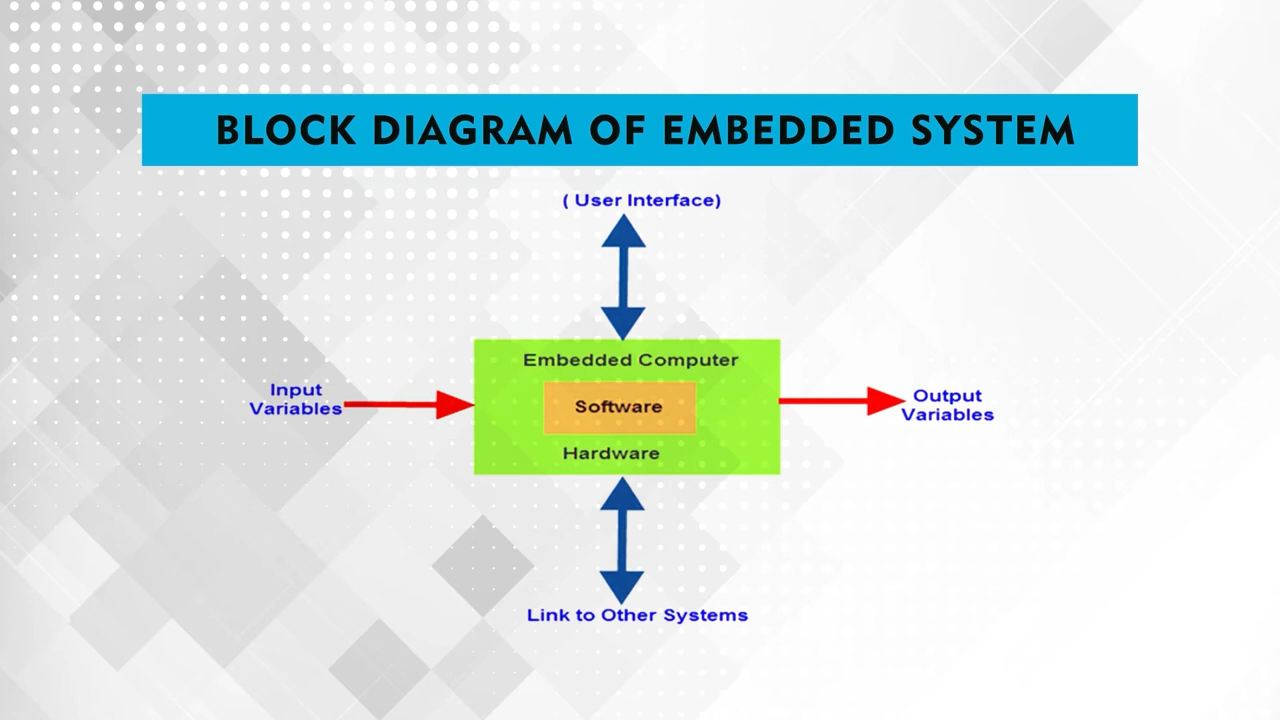 BLOCK DIAGRAM OF EMBEDDED SYSTEM
( User Interface)
Embedded Computer
Input
Variables
Software
Output
Variables
Hardware
Link to Other Systems